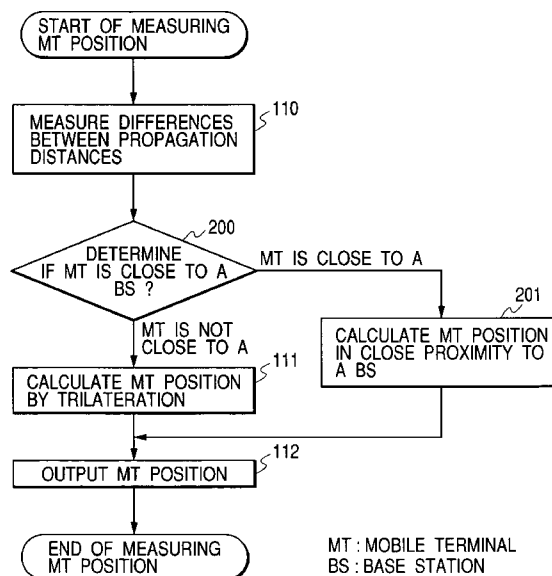 START OF MEASURING
MT POSITION
110
MEASURE DIFFERENCES
BETWEEN PROPAGATION
DISTANCES
200
DETERMINE
IF MT IS CLOSE TO A
BS ?
MT IS CLOSE TO A
MT IS NOT
CLOSE TO A
201
CALCULATE MT POSITION
IN CLOSE PROXIMITY TO
A BS
111
CALCULATE MT POSITION
BY TRILATERATION
112
OUTPUT MT POSITION
END OF MEASURING
MT POSITION
MT : MOBILE TERMINAL
BS : BASE STATION